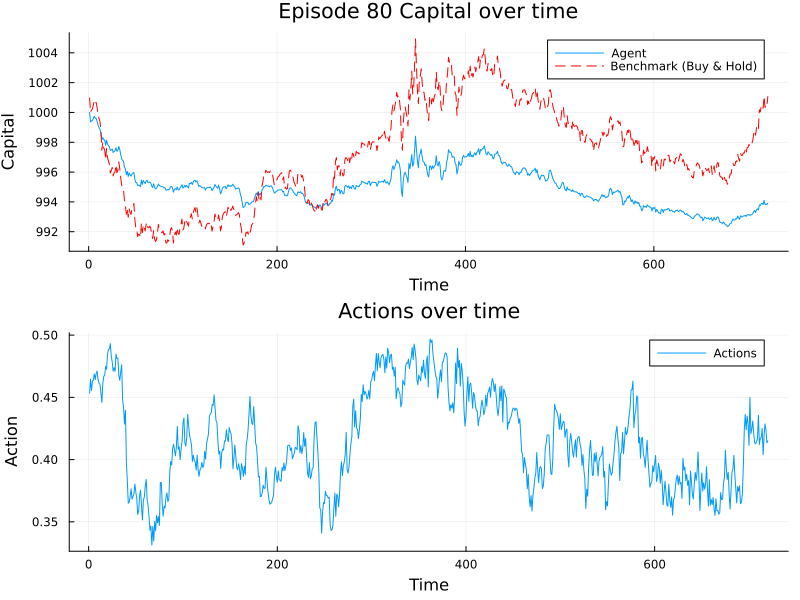 Episode 80 Capital over time
Agent
Benchmark (Buy & Hold)
1004
1002
1000
998
996
994
992
Capital
0 200 400 600
Time
Actions over time
Actions
0.50
0.45
0.40
0.35
Action
0 200 400 600
Time